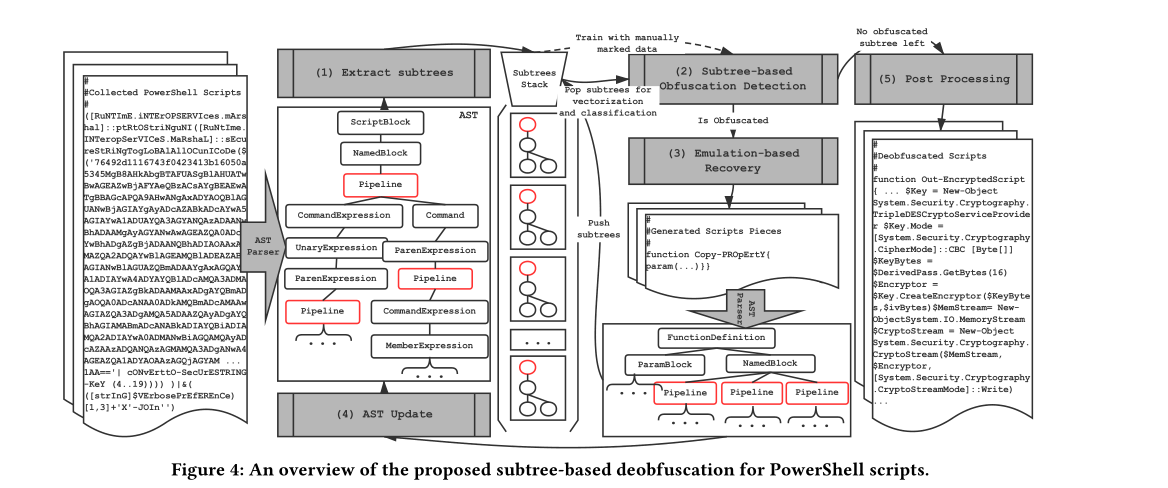 #
#Collected PowerShell Scripts
#
([RuNTImE.iNTErOPSERVIces.mArs
hal]::ptRtOStriNguNI([RuNtIme.
INTeropSerVICeS.MaRshaL]::sEcu
reStRiNgTogLoBAlAllOCunICoDe($
('76492d1116743f0423413b16050a
5345MgB8AHkAbgBTAFUASgBlAHUATw
BwAGEAZwBjAFYAeQBzACsAYgBEAEwA
TgBBAGcAPQA9AHwANgAxADYAOQBlAG
UANwBjAGIAYgAyADcAZABkADcAYwA5
AGIAYwA1ADUAYQA3AGYANQAzADAANw
BhADAAMgAyAGYANwAwAGEAZQA0ADc
YwBhADgAZgBjADAANQBhADIAOAAxA
MAZQA2ADQAYwBlAGEAMQBlADEAZAB
AGIANwBlAGUAZQBmADAAYgAxAGQAY
A1ADIAYwA4ADYAYQBlADcAMQA3ADMA
OQA3AGIAZgBkADAAMAAxADgAYQBmAD
gAOQA0ADcANAA0ADkAMQBmADcAMAAw
AGIAZQA3ADgAMQA5ADAAZQAyADgAYQ
BhAGIAMABmADcANABkADIAYQBiADIA
MQA2ADIAYwA0ADMANwBiAGQAMQAyAD
cAZAAzADQANQAzAGMAMQA3ADgANwA4
AGEAZQA1ADYAOAAzAGQjAGYAM ...
lAA=='| cONvErttO-SecUrESTRING
-KeY (4..19)))) )|&(
([strInG]$VErbosePrEfEREnCe)
[1,3]+'X'-JOIn'')
AST
Parser
(1) Extract subtrees
AST
ScriptBlock
NamedBlock
Pipeline
CommandExpression
Command
UnaryExpression
ParenExpression
ParenExpression
Pipeline
Pipeline
CommandExpression
...
MemberExpression
...
(4) AST Update
Subtrees
Stack
...
Train with manually
marked data
Pop subtrees for
vectorization
and classification
Push
subtrees
(2) Subtree-based
Obfuscation Detection
Is Obfuscated
(3) Emulation-based
Recovery
#
#Generated Scripts Pieces
#
function Copy-PROpErtY{
param(...)}}
AST
Parser
FunctionDefinition
ParamBlock
NamedBlock
...
Pipeline
Pipeline
Pipeline
...
...
...
No obfuscated
subtree left
(5) Post Processing
#
#Deobfuscated Scripts
#
function Out-EncryptedScript
{ ... $Key = New-Object
System.Security.Cryptography.
TripleDESCryptoServiceProvide
r $Key.Mode =
[System.Security.Cryptography
.CipherMode]::CBC [Byte[]]
$KeyBytes =
$DerivedPass.GetBytes(16)
$Encryptor =
$Key.CreateEncryptor($KeyByte
s,$ivBytes)$MemStream= New-
ObjectSystem.IO.MemoryStream
$CryptoStream = New-Object
System.Security.Cryptography.
CryptoStream($MemStream,
$Encryptor,
[System.Security.Cryptography
.CryptoStreamMode]::Write)
...
Figure 4: An overview of the proposed subtree-based deobfuscation for PowerShell scripts.